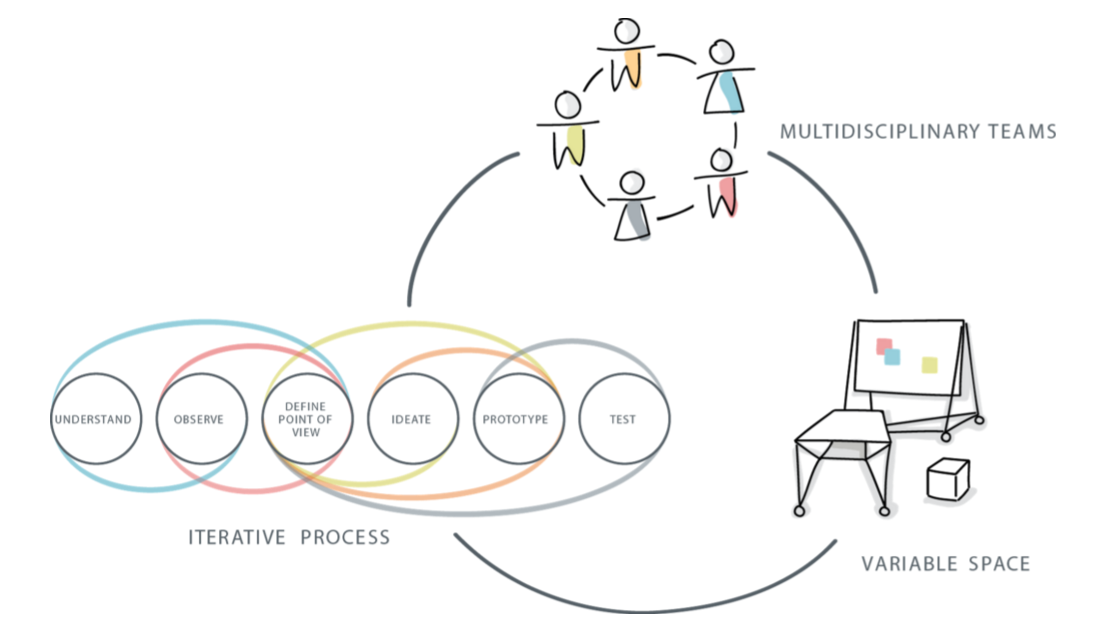 MULTIDISCIPLINARY TEAMS
UNDERSTAND
OBSERVE
DEFINE
POINT OF
VIEW
IDEATE
PROTOTYPE
TEST
ITERATIVE PROCESS
VARIABLE SPACE